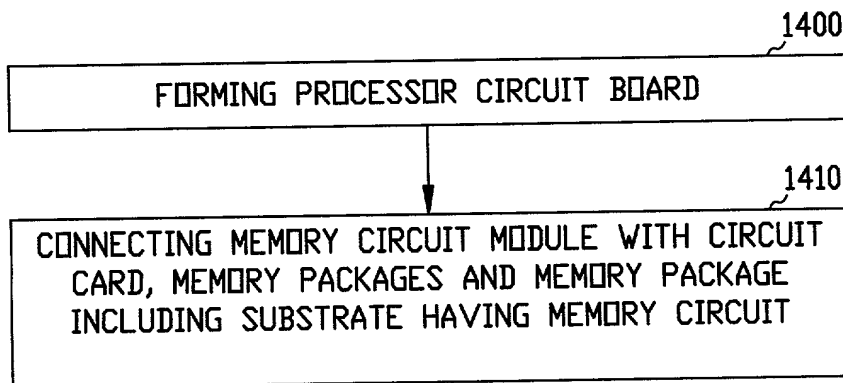 1400
FORMING PROCESSOR CIRCUIT BOARD
1410
CONNECTING MEMORY CIRCUIT MODULE WITH CIRCUIT
CARD, MEMORY PACKAGES AND MEMORY PACKAGE
INCLUDING SUBSTRATE HAVING MEMORY CIRCUIT